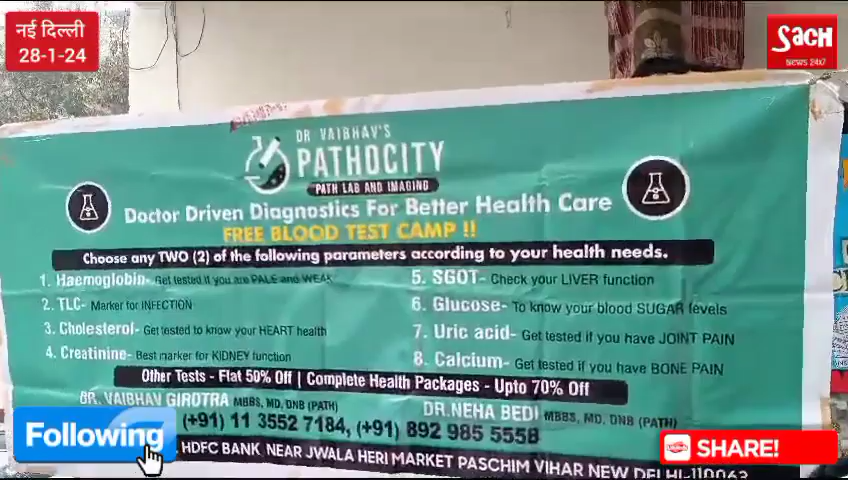 नई दिल्ली
28-1-24
SACH
NEWS 24x7
DR VAIBHAV'S
PATHOCITY
PATH LAB AND IMAGING
Doctor Driven Diagnostics For Better Health Care
FREE BLOOD TEST CAMP !!
Choose any TWO (2) of the following parameters according to your health needs.
1. Haemoglobin- Get tested if you are PALE and WEAK
2. TLC- Marker for INFECTION
3. Cholesterol- Get tested to know your HEART health
4. Creatinine- Best marker for KIDNEY function
5. SGOT- Check your LIVER function
6. Glucose- To know your blood SUGAR levels
7. Uric acid- Get tested if you have JOINT PAIN
8. Calcium- Get tested if you have BONE PAIN
Other Tests - Flat 50% Off | Complete Health Packages - Upto 70% Off
DR. VAIBHAV GIROTRA MBBS, MD, DNB (PATH)
DR.NEHA BEDI MBBS, MD, DNB (PATH)
(+91) 11 3552 7184, (+91) 892 985 5558
HDFC BANK NEAR JWALA HERI MARKET PASCHIM VIHAR NEW DELHI-110063
Following
SHARE!